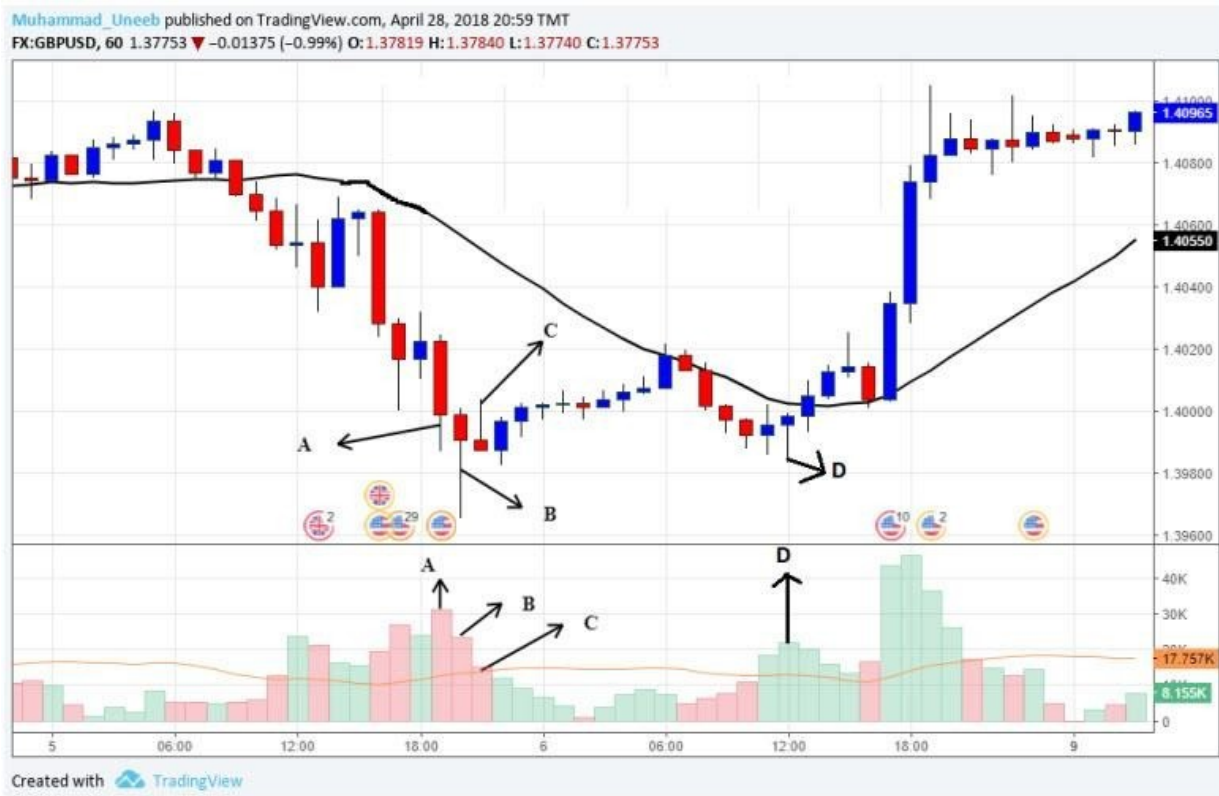 Muhammad_Uneeb published on TradingView.com, April 28, 2018 20:59 TMT
FX:GBPUSD, 60 1.37753 ▼ −0.01375 (−0.99%) O:1.37819 H:1.37840 L:1.37740 C:1.37753
1.41000
1.40965
1.40800
1.40600
1.40550
1.40400
C
1.40200
1.40000
A
D
1.39800
B
2
29
10
2
1.39600
A
D
40K
B
30K
C
17.757K
8.155K
0
5
06:00
12:00
18:00
6
06:00
12:00
18:00
9
Created with TradingView